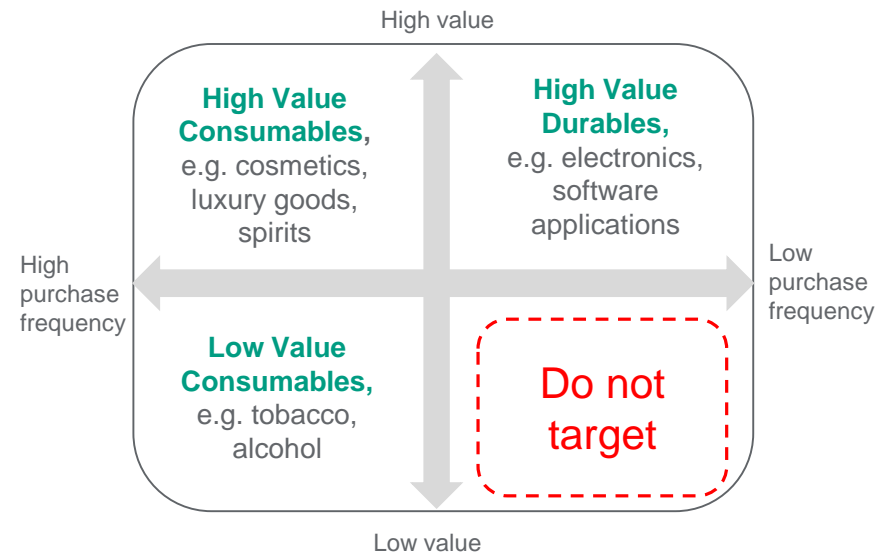 High value
High Value
Consumables,
e.g. cosmetics,
luxury goods,
spirits
High Value
Durables,
e.g. electronics,
software
applications
High
purchase
frequency
Low
purchase
frequency
Low Value
Consumables,
e.g. tobacco,
alcohol
Do not
target
Low value